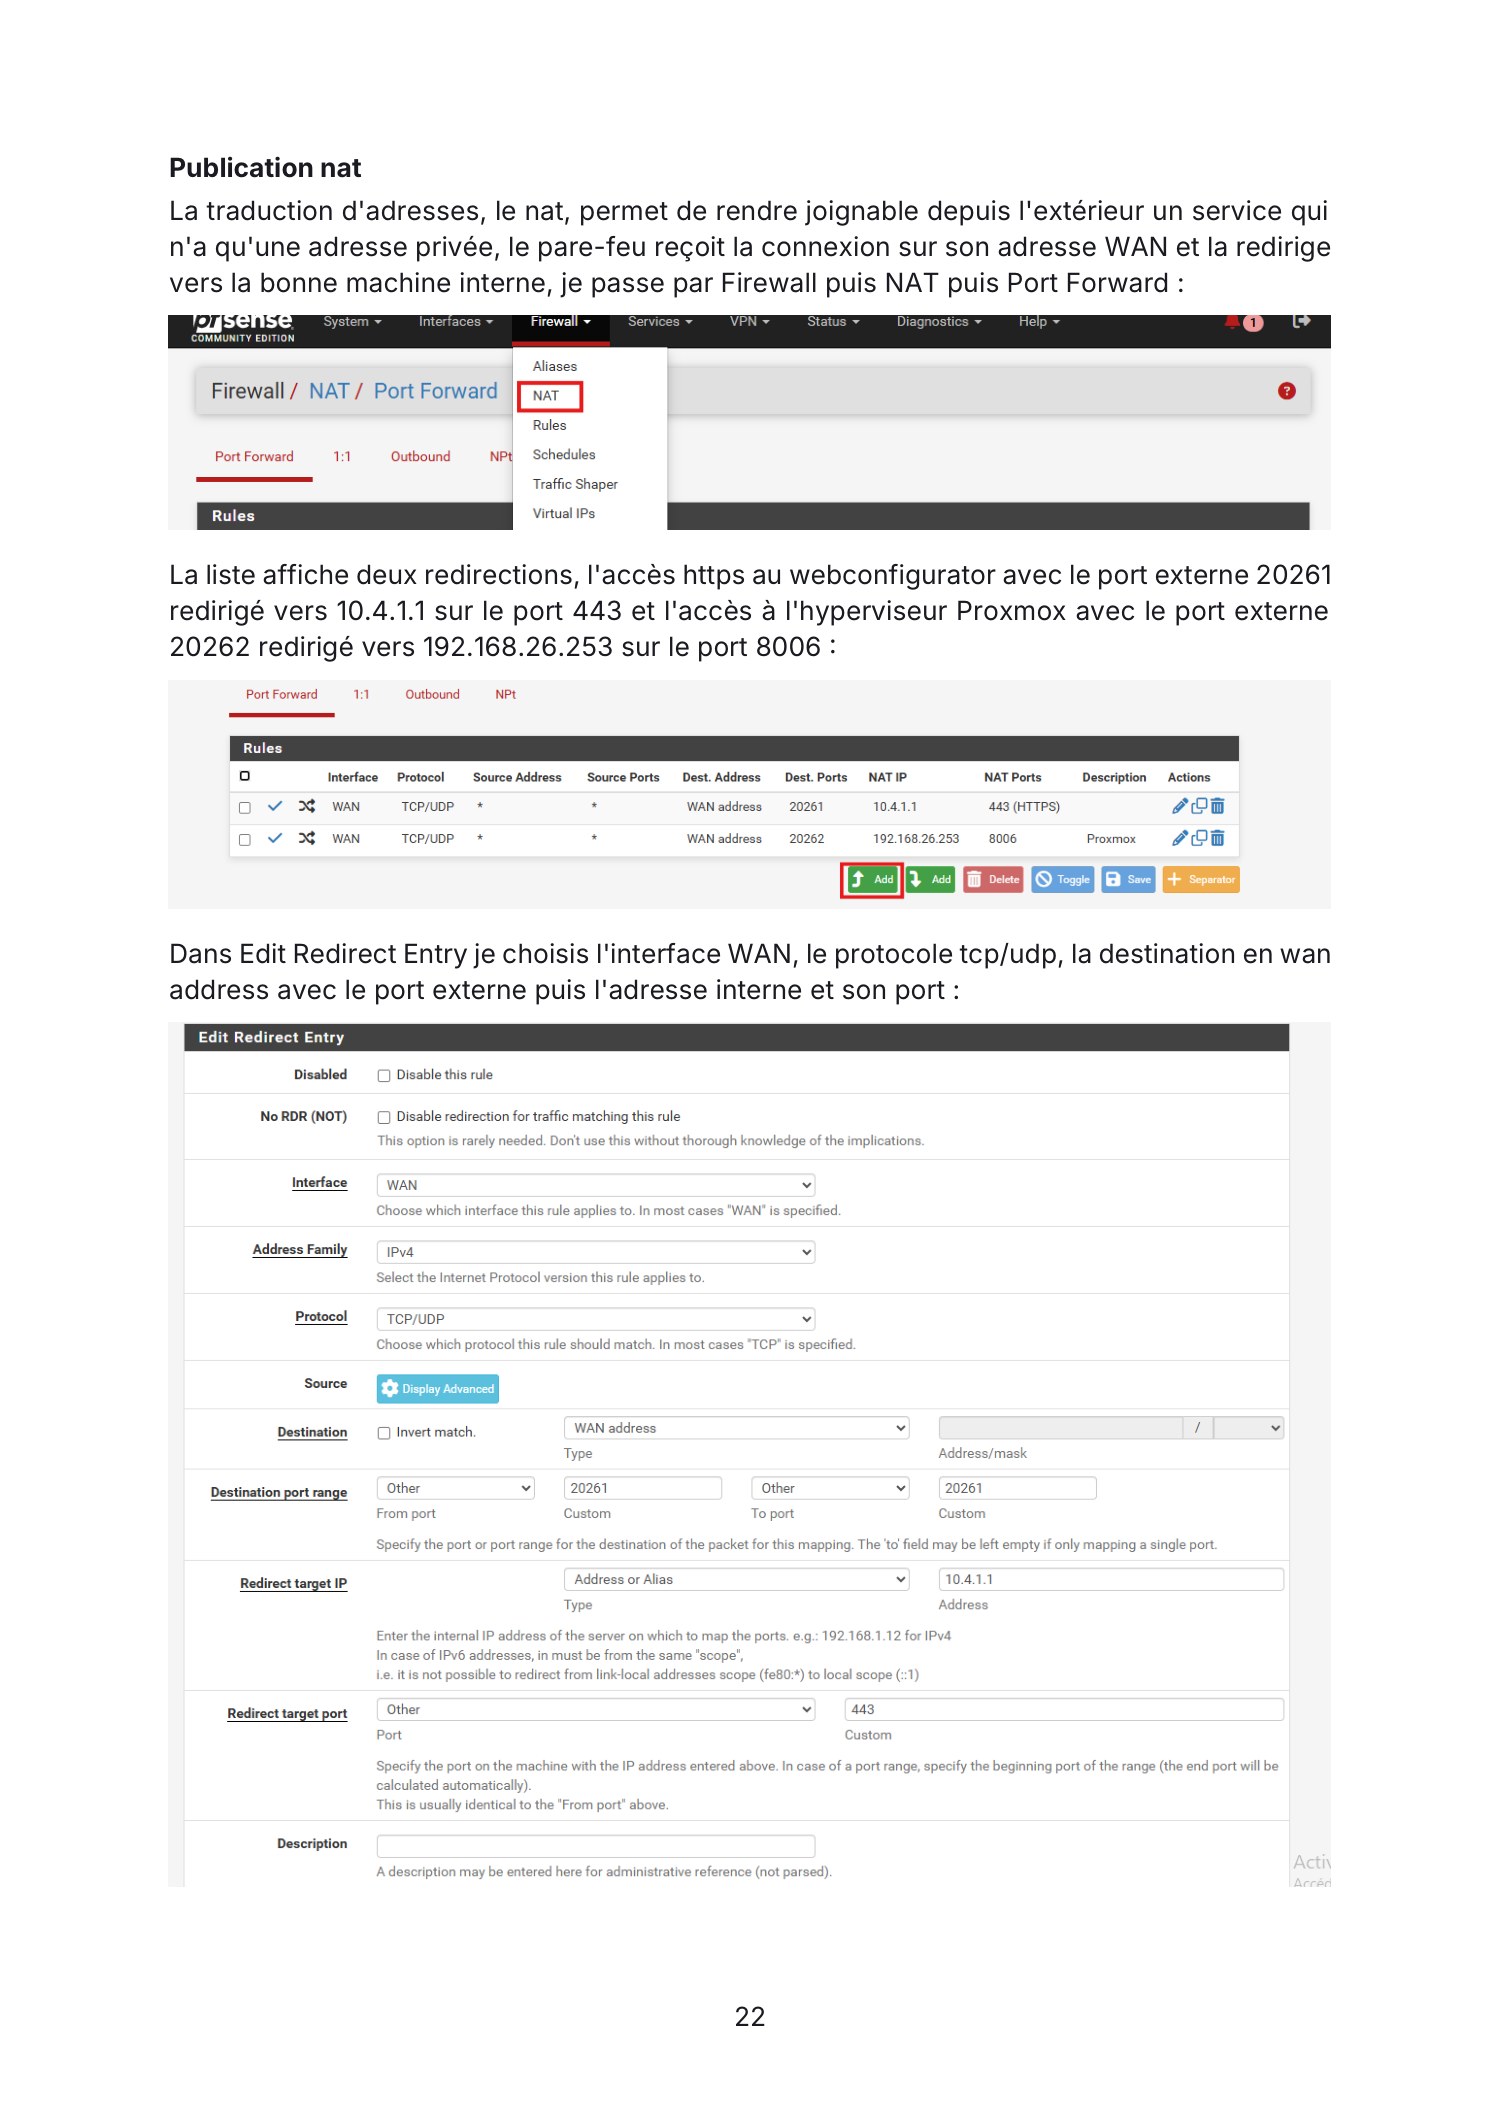 Publication nat
La traduction d'adresses, le nat, permet de rendre joignable depuis l'extérieur un service qui
n'a qu'une adresse privée, le pare-feu reçoit la connexion sur son adresse WAN et la redirige
vers la bonne machine interne, je passe par Firewall puis NAT puis Port Forward :
pfsense System Interfaces Firewall Services VPN Status Diagnostics Help 1
COMMUNITY EDITION
Aliases
Firewall / NAT / Port Forward
NAT
Rules
Port Forward 1:1 Outbound NPt
Schedules
Traffic Shaper
Rules
Virtual IPs
La liste affiche deux redirections, l'accès https au webconfigurator avec le port externe 20261
redirigé vers 10.4.1.1 sur le port 443 et l'accès à l'hyperviseur Proxmox avec le port externe
20262 redirigé vers 192.168.26.253 sur le port 8006 :
Port Forward 1:1 Outbound NPt
Rules
Interface Protocol Source Address Source Ports Dest. Address Dest. Ports NAT IP NAT Ports Description Actions
WAN TCP/UDP * * WAN address 20261 10.4.1.1 443 (HTTPS)
WAN TCP/UDP * * WAN address 20262 192.168.26.253 8006 Proxmox
Add Add Delete Toggle Save Separator
Dans Edit Redirect Entry je choisis l'interface WAN, le protocole tcp/udp, la destination en wan
address avec le port externe puis l'adresse interne et son port :
Edit Redirect Entry
Disabled Disable this rule
No RDR (NOT) Disable redirection for traffic matching this rule
This option is rarely needed. Don't use this without thorough knowledge of the implications.
Interface WAN
Choose which interface this rule applies to. In most cases "WAN" is specified.
Address Family IPv4
Select the Internet Protocol version this rule applies to.
Protocol TCP/UDP
Choose which protocol this rule should match. In most cases "TCP" is specified.
Source Display Advanced
Destination Invert match. WAN address /
Type Address/mask
Destination port range Other 20261 Other 20261
From port Custom To port Custom
Specify the port or port range for the destination of the packet for this mapping. The 'to' field may be left empty if only mapping a single port.
Redirect target IP Address or Alias 10.4.1.1
Type Address
Enter the internal IP address of the server on which to map the ports. e.g.: 192.168.1.12 for IPv4
In case of IPv6 addresses, in must be from the same "scope",
i.e. it is not possible to redirect from link-local addresses scope (fe80:*) to local scope (::1)
Redirect target port Other 443
Port Custom
Specify the port on the machine with the IP address entered above. In case of a port range, specify the beginning port of the range (the end port will be
calculated automatically).
This is usually identical to the "From port" above.
Description
A description may be entered here for administrative reference (not parsed).
Activ
Accéd
22